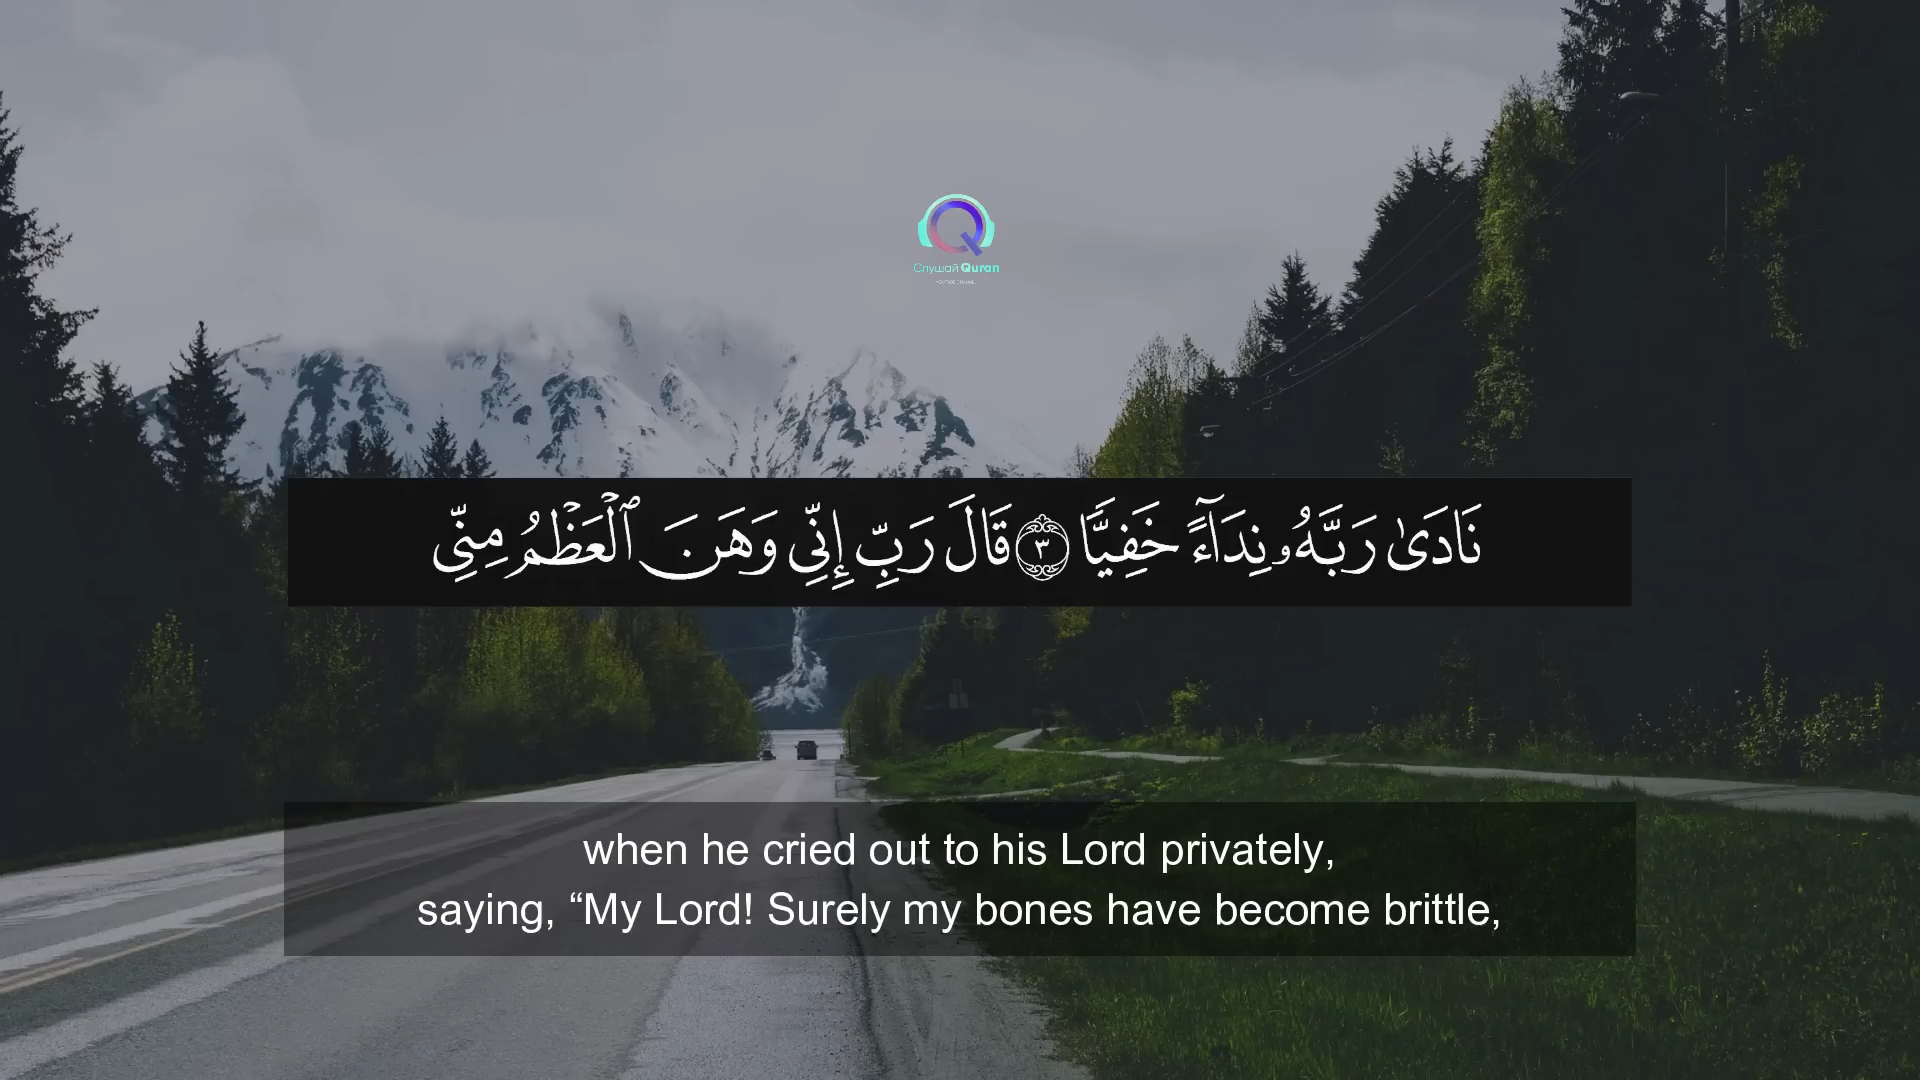 Слушай Quran
نَادَىٰ رَبَّهُۥ نِدَآءً خَفِيًّا ٣ قَالَ رَبِّ إِنِّى وَهَنَ ٱلْعَظْمُ مِنِّى
when he cried out to his Lord privately,
saying, “My Lord! Surely my bones have become brittle,